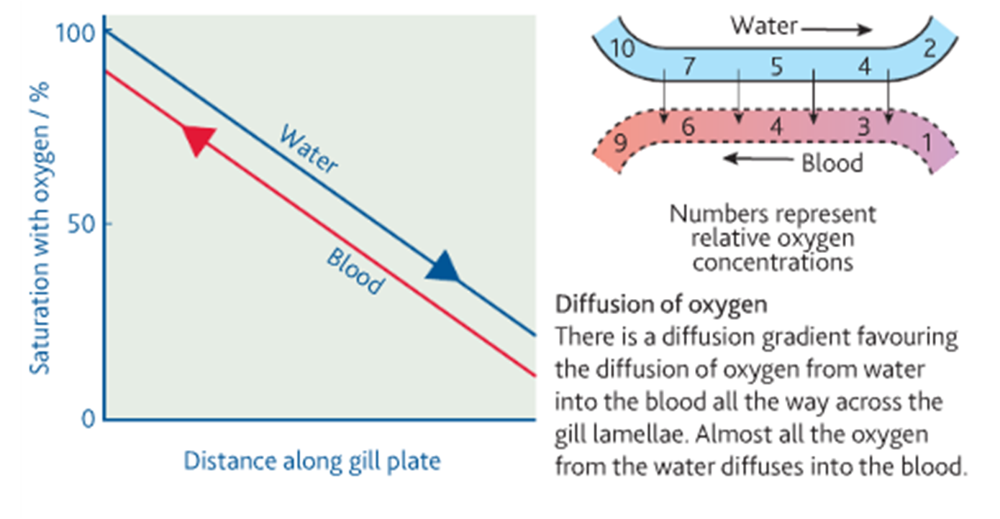 100
50
0
Saturation with oxygen / %
Water
Blood
Distance along gill plate
Water
10 7 5 4 2
9 6 4 3 1
Blood
Numbers represent
relative oxygen
concentrations
Diffusion of oxygen
There is a diffusion gradient favouring
the diffusion of oxygen from water
into the blood all the way across the
gill lamellae. Almost all the oxygen
from the water diffuses into the blood.